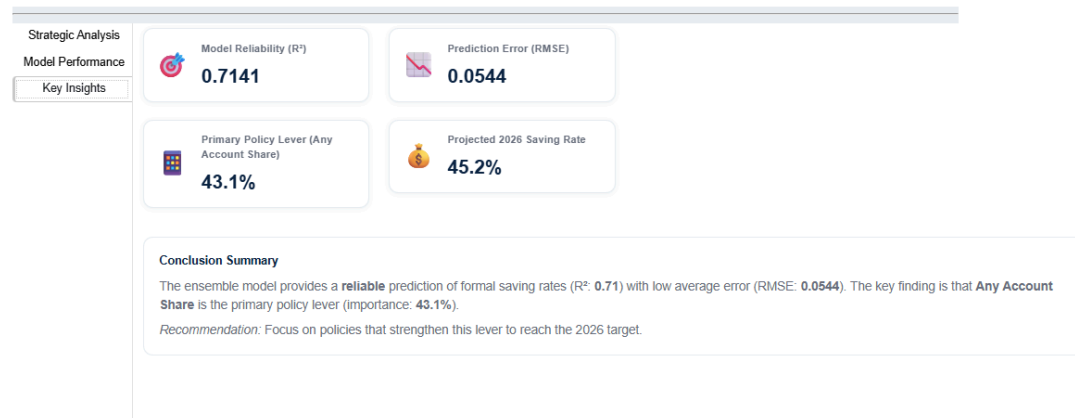 Strategic Analysis
Model Performance
Key Insights
Model Reliability (R²)
0.7141
Prediction Error (RMSE)
0.0544
Primary Policy Lever (Any
Account Share)
43.1%
Projected 2026 Saving Rate
45.2%
Conclusion Summary
The ensemble model provides a reliable prediction of formal saving rates (R²: 0.71) with low average error (RMSE: 0.0544). The key finding is that Any Account
Share is the primary policy lever (importance: 43.1%).
Recommendation: Focus on policies that strengthen this lever to reach the 2026 target.